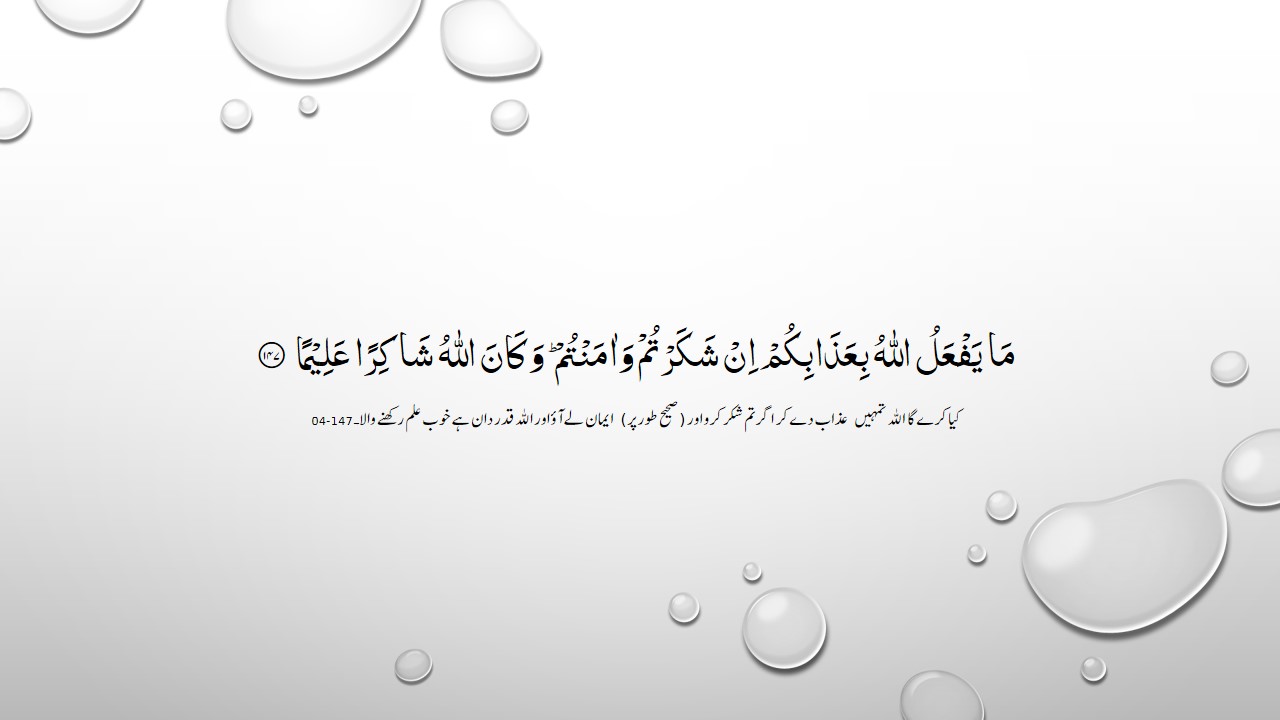 مَا یَفۡعَلُ اللّٰہُ بِعَذَابِکُمۡ اِنۡ شَکَرۡ تُمۡ وَاٰمَنۡتُمۡ ؕ وَ کَانَ اللّٰہُ شَاکِرًا عَلِیۡمًا ﴿۱۴۷﴾
کیا کرے گا اللہ تمہیں عذاب دے کر اگر تم شکر کرو اور (صحیح طور پر) ایمان لے آؤ اور اللہ قدر دان ہے خوب علم رکھنے والا۔04-147